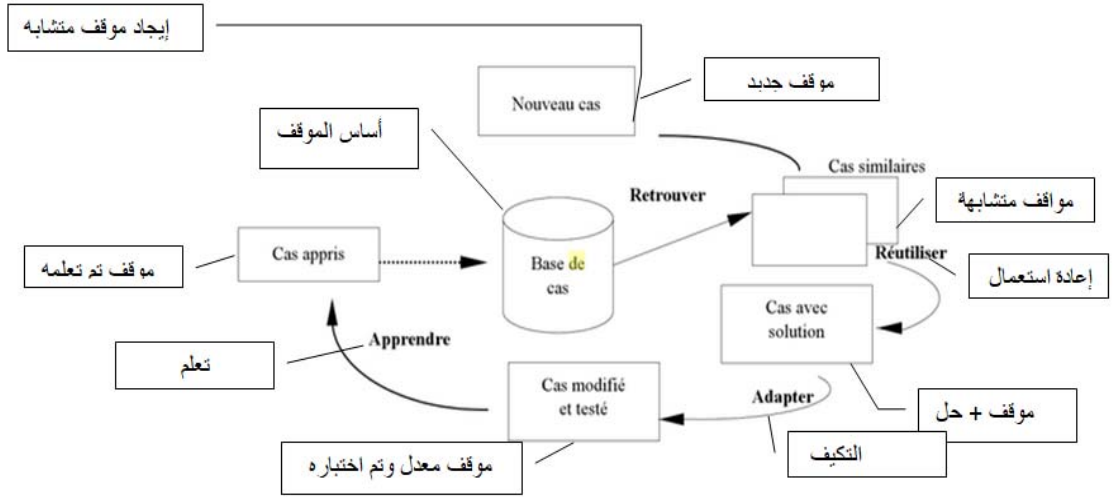 إيجاد موقف متشابه
موقف جديد
Nouveau cas
أساس الموقف
Cas similaires
Retrouver
مواقف متشابهة
Cas appris
Base de
cas
Réutiliser
موقف تم تعلمه
إعادة استعمال
Cas avec
solution
Apprendre
تعلم
Cas modifié
et testé
Adapter
موقف + حل
التكيف
موقف معدل وتم اختباره